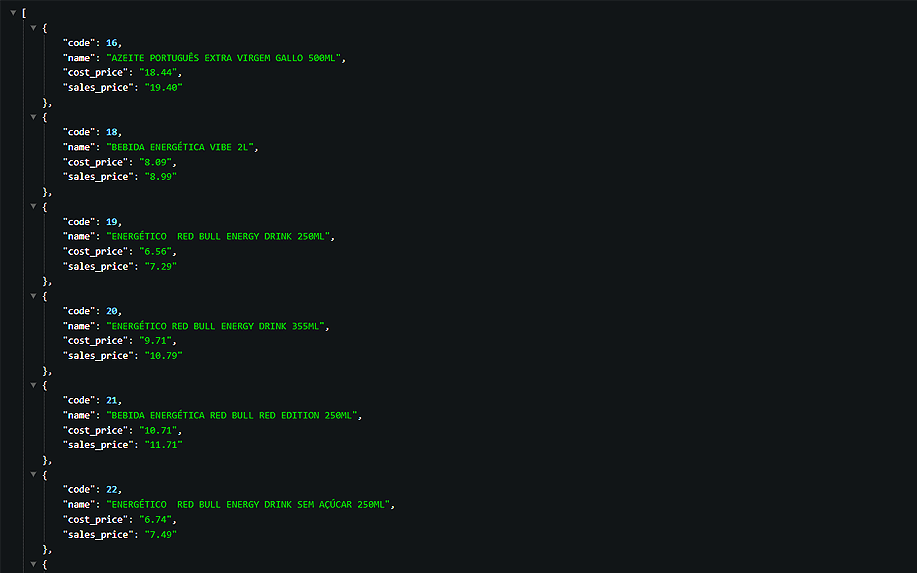 [
{
"code": 16,
"name": "AZEITE PORTUGUÊS EXTRA VIRGEM GALLO 500ML",
"cost_price": "18.44",
"sales_price": "19.40"
},
{
"code": 18,
"name": "BEBIDA ENERGÉTICA VIBE 2L",
"cost_price": "8.09",
"sales_price": "8.99"
},
{
"code": 19,
"name": "ENERGÉTICO  RED BULL ENERGY DRINK 250ML",
"cost_price": "6.56",
"sales_price": "7.29"
},
{
"code": 20,
"name": "ENERGÉTICO RED BULL ENERGY DRINK 355ML",
"cost_price": "9.71",
"sales_price": "10.79"
},
{
"code": 21,
"name": "BEBIDA ENERGÉTICA RED BULL RED EDITION 250ML",
"cost_price": "10.71",
"sales_price": "11.71"
},
{
"code": 22,
"name": "ENERGÉTICO  RED BULL ENERGY DRINK SEM AÇÚCAR 250ML",
"cost_price": "6.74",
"sales_price": "7.49"
},
{